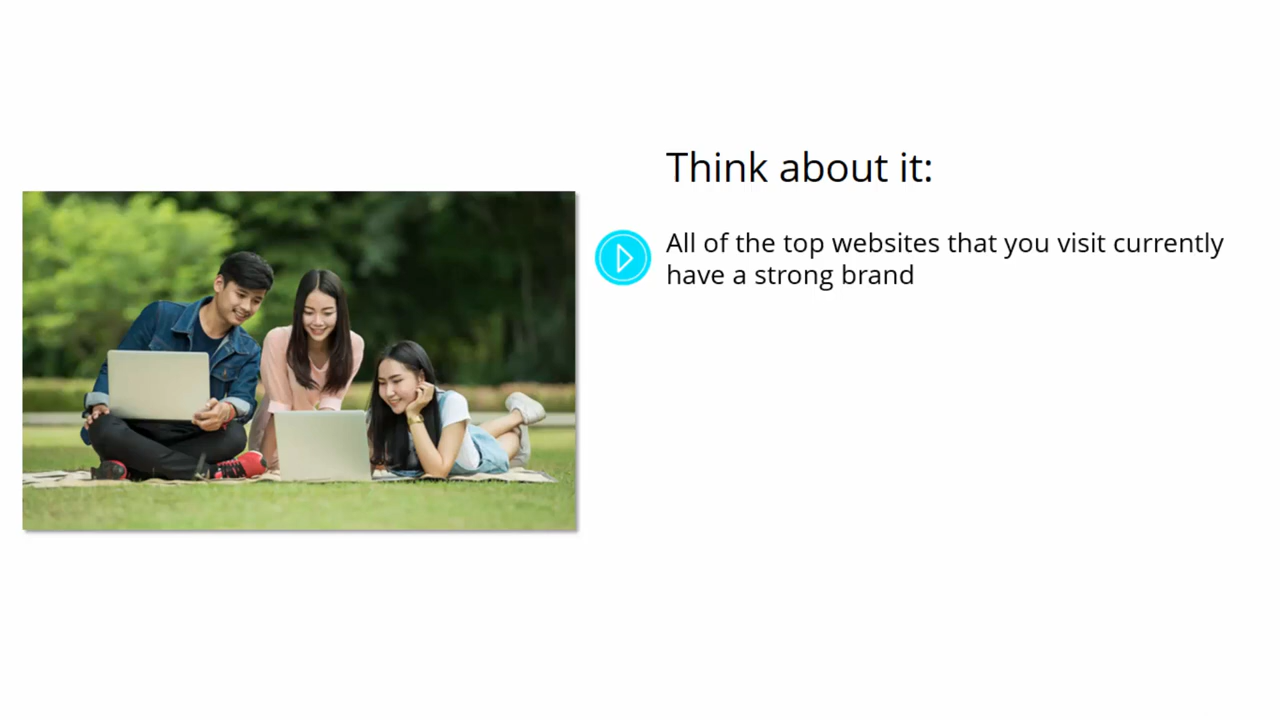 Think about it:
All of the top websites that you visit currently
have a strong brand